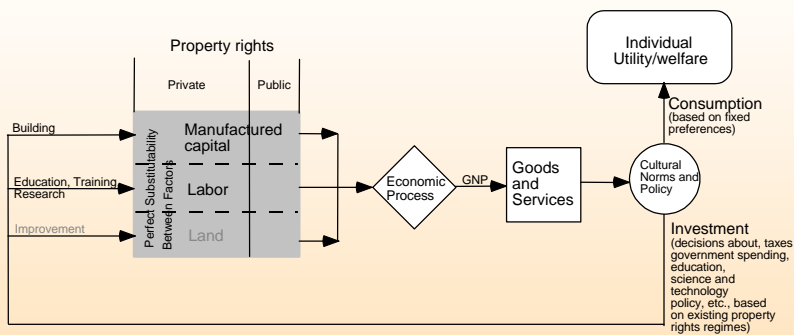 Property rights
Private
Public
Building
Education, Training
Research
Improvement
Perfect Substitutability
Between Factors
Manufactured
capital
Labor
Land
Economic
Process
GNP
Goods
and
Services
Cultural
Norms and
Policy
Individual
Utility/welfare
Consumption
(based on fixed
preferences)
Investment
(decisions about, taxes
government spending,
education,
science and
technology
policy, etc., based
on existing property
rights regimes)